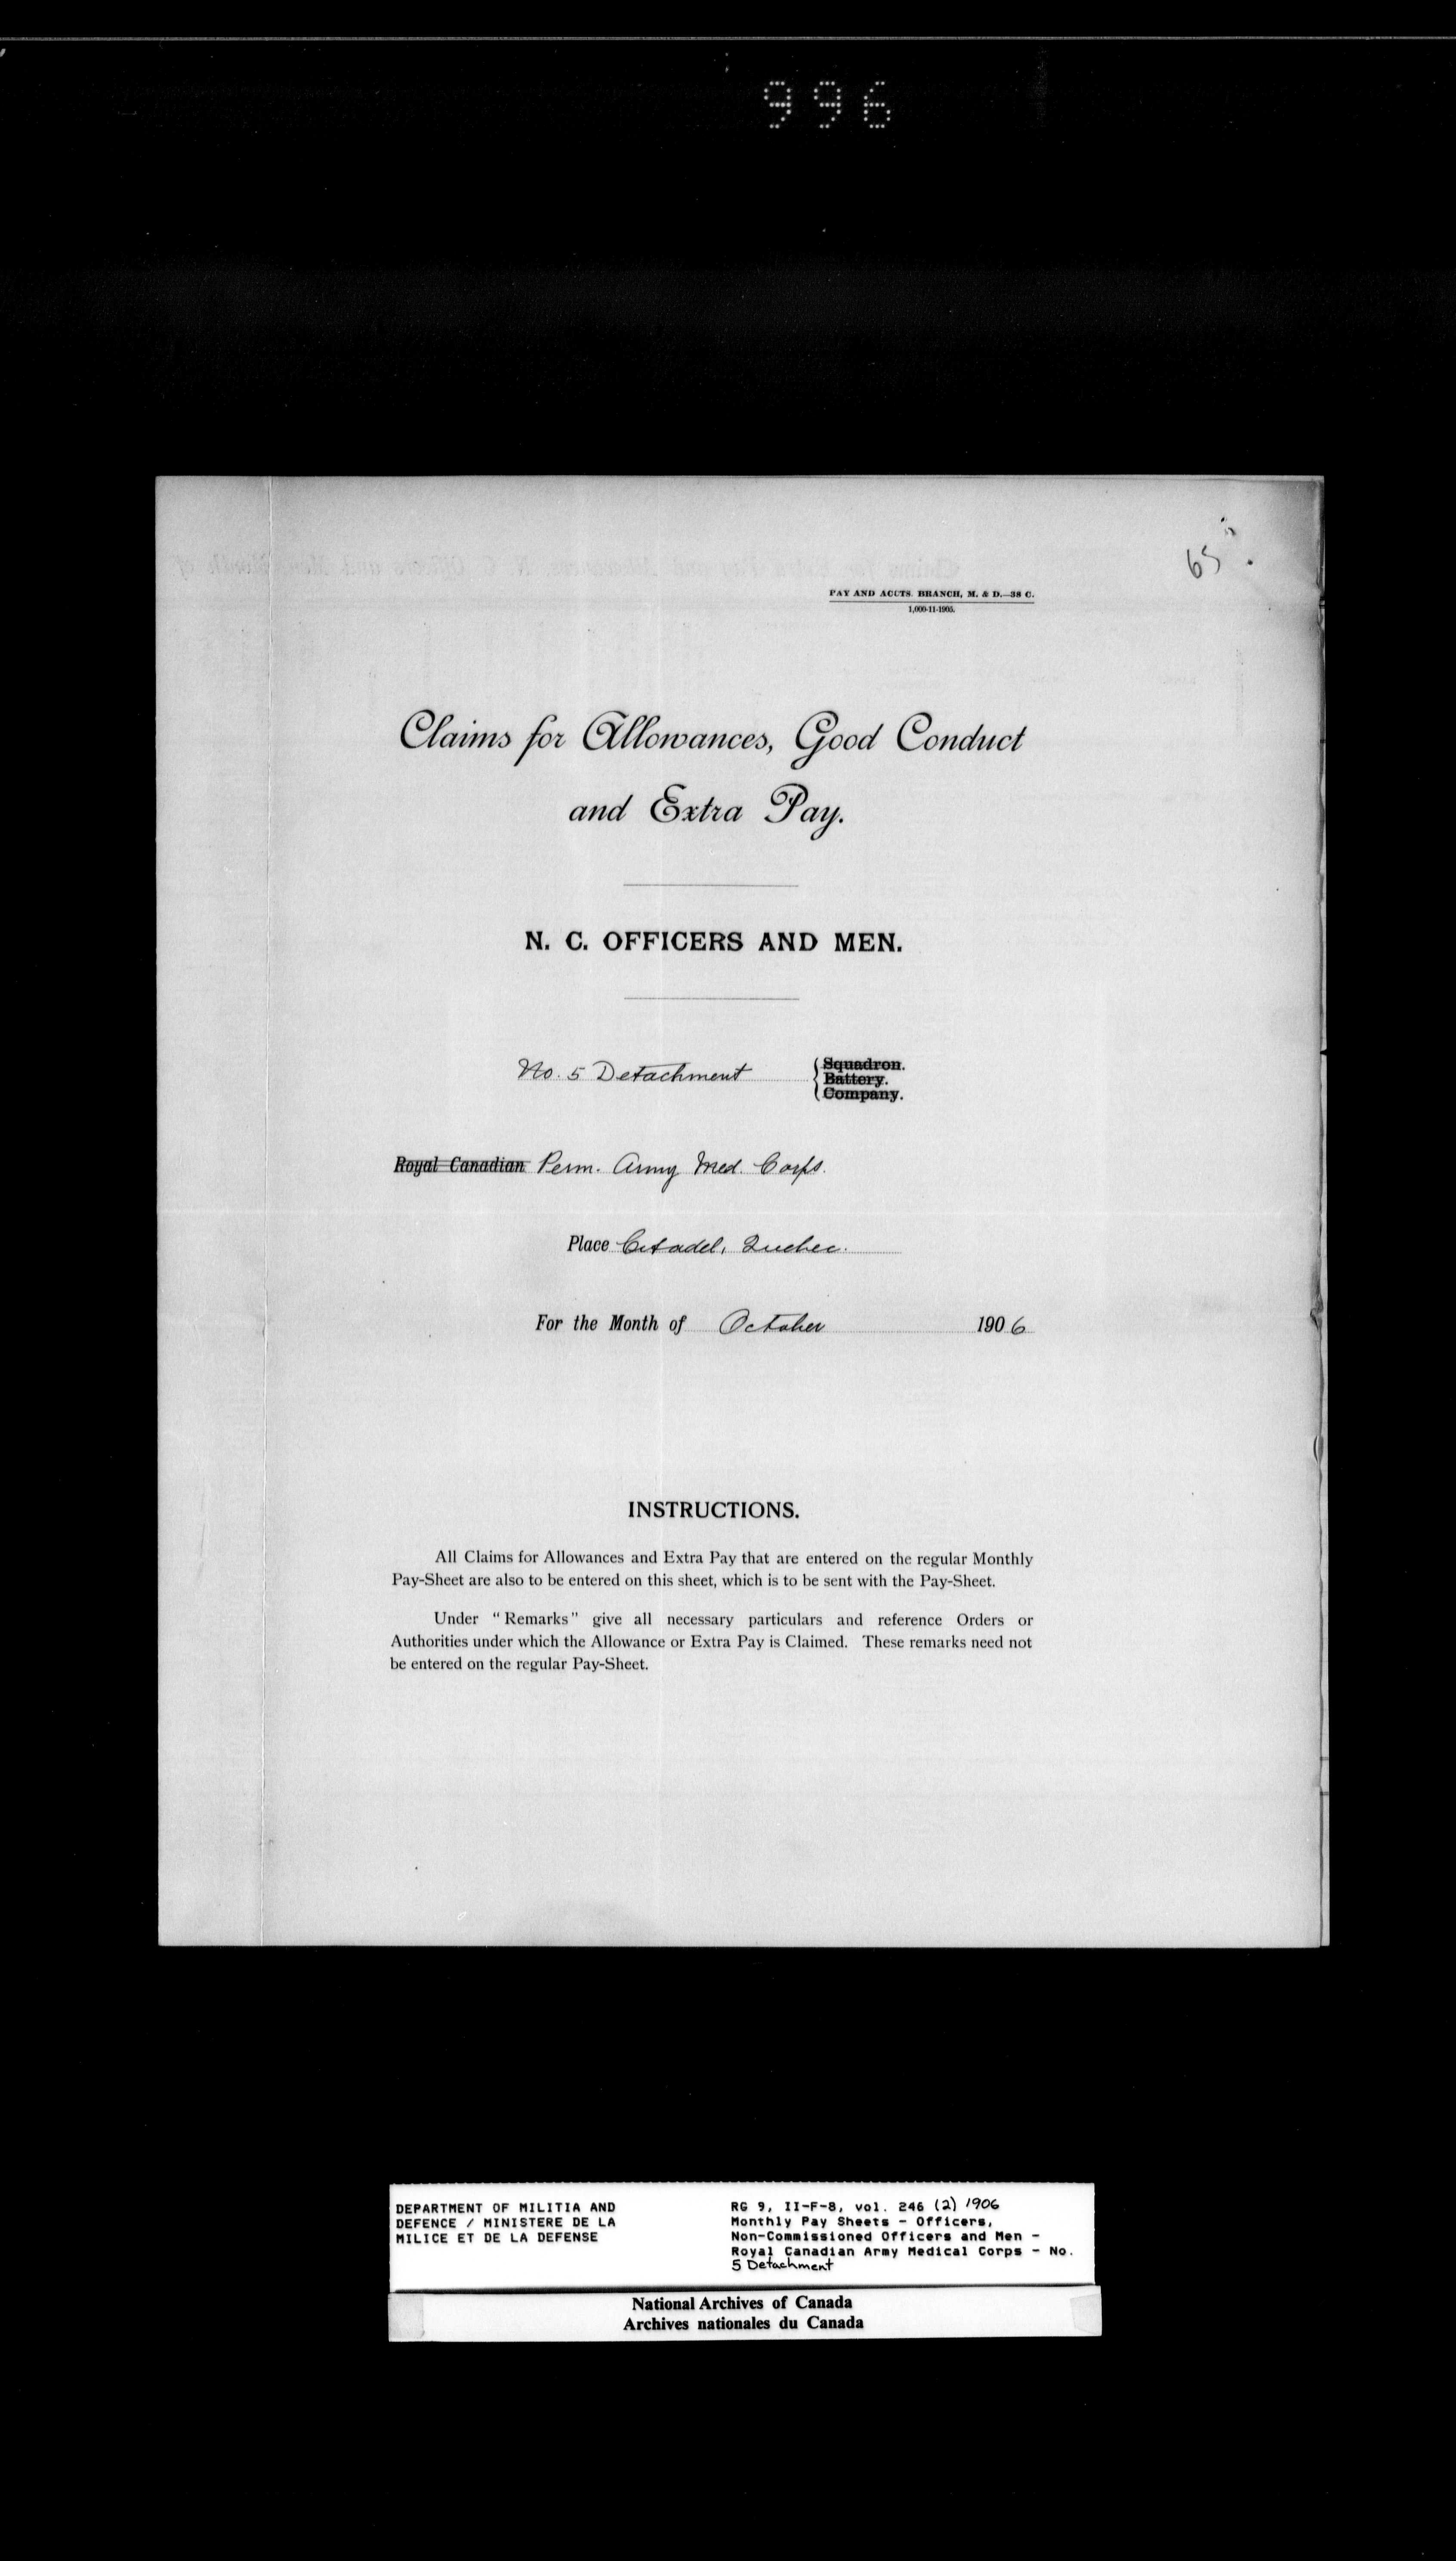 996
65
PAY AND ACCTS. BRANCH, M. & D.—38 C.
1,000-11-1905.
Claims for Allowances, Good Conduct
and Extra Pay.
N. C. OFFICERS AND MEN.
No. 5 Detachment
Squadron.
Battery.
Company.
Royal Canadian Perm. Army Med. Corps.
Place Citadel, Quebec.
For the Month of October 1906
INSTRUCTIONS.
All Claims for Allowances and Extra Pay that are entered on the regular Monthly
Pay-Sheet are also to be entered on this sheet, which is to be sent with the Pay-Sheet.
Under "Remarks" give all necessary particulars and reference Orders or
Authorities under which the Allowance or Extra Pay is Claimed. These remarks need not
be entered on the regular Pay-Sheet.
DEPARTMENT OF MILITIA AND
DEFENCE / MINISTERE DE LA
MILICE ET DE LA DEFENSE
RG 9, II-F-8, vol. 246 (2) 1906
Monthly Pay Sheets - Officers,
Non-Commissioned Officers and Men -
Royal Canadian Army Medical Corps - No.
5 Detachment
National Archives of Canada
Archives nationales du Canada